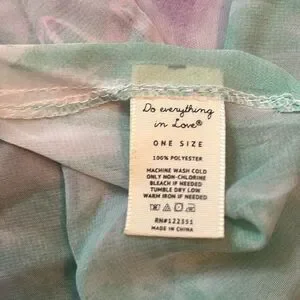 Do everything
in Love®
ONE SIZE
100% POLYESTER
MACHINE WASH COLD
ONLY NON-CHLORINE
BLEACH IF NEEDED
TUMBLE DRY LOW
WARM IRON IF NEEDED
RN#122351
MADE IN CHINA